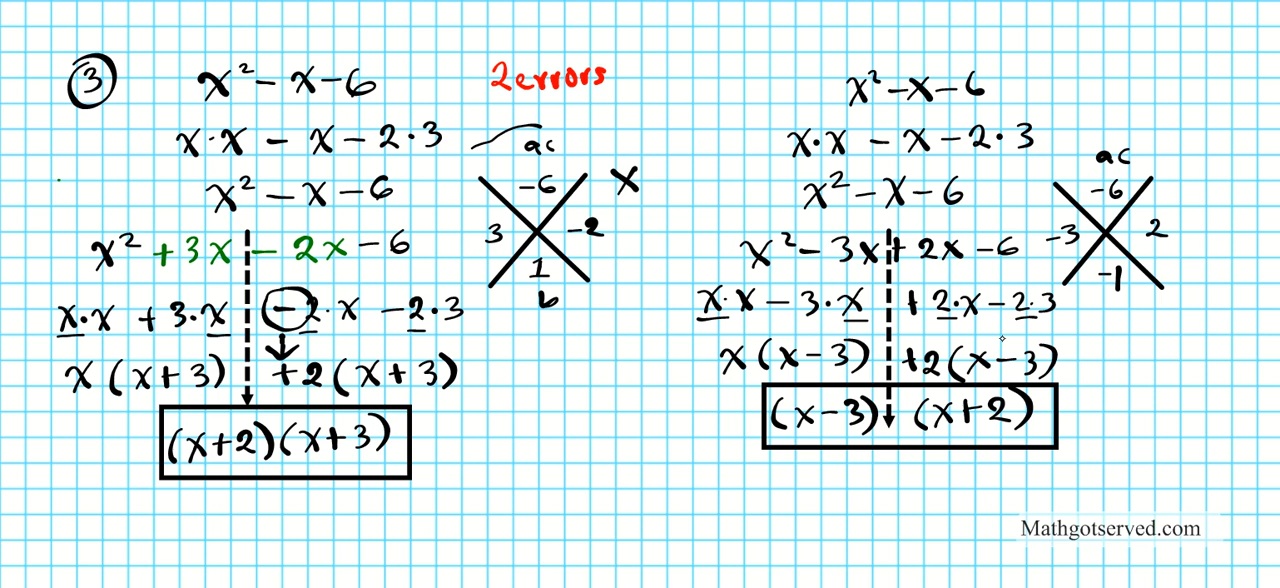 3
x² - x - 6
2 errors
x·x - x - 2·3
x² - x - 6
x² + 3x - 2x - 6
x·x + 3·x - 2·x - 2·3
x(x+3) +2(x+3)
(x+2)(x+3)
ac
-6
x
3 -2
1
b
x² - x - 6
x·x - x - 2·3
x² - x - 6
x² - 3x + 2x - 6
x·x - 3·x + 2·x - 2·3
x(x-3) +2(x-3)
(x-3) (x+2)
ac
-6
-3 2
-1
Mathgotserved.com